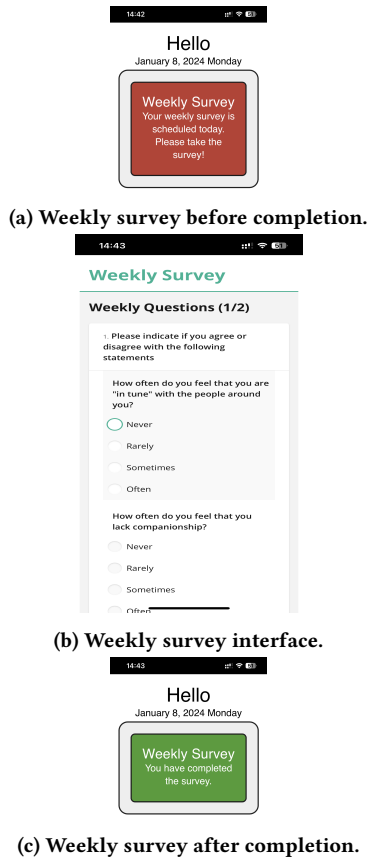 14:42
Hello
January 8, 2024 Monday
Weekly Survey
Your weekly survey is
scheduled today.
Please take the
survey!
(a) Weekly survey before completion.
14:43
Weekly Survey
Weekly Questions (1/2)
1. Please indicate if you agree or
disagree with the following
statements
How often do you feel that you are
"in tune" with the people around
you?
Never
Rarely
Sometimes
Often
How often do you feel that you
lack companionship?
Never
Rarely
Sometimes
Often
(b) Weekly survey interface.
14:43
Hello
January 8, 2024 Monday
Weekly Survey
You have completed
the survey.
(c) Weekly survey after completion.